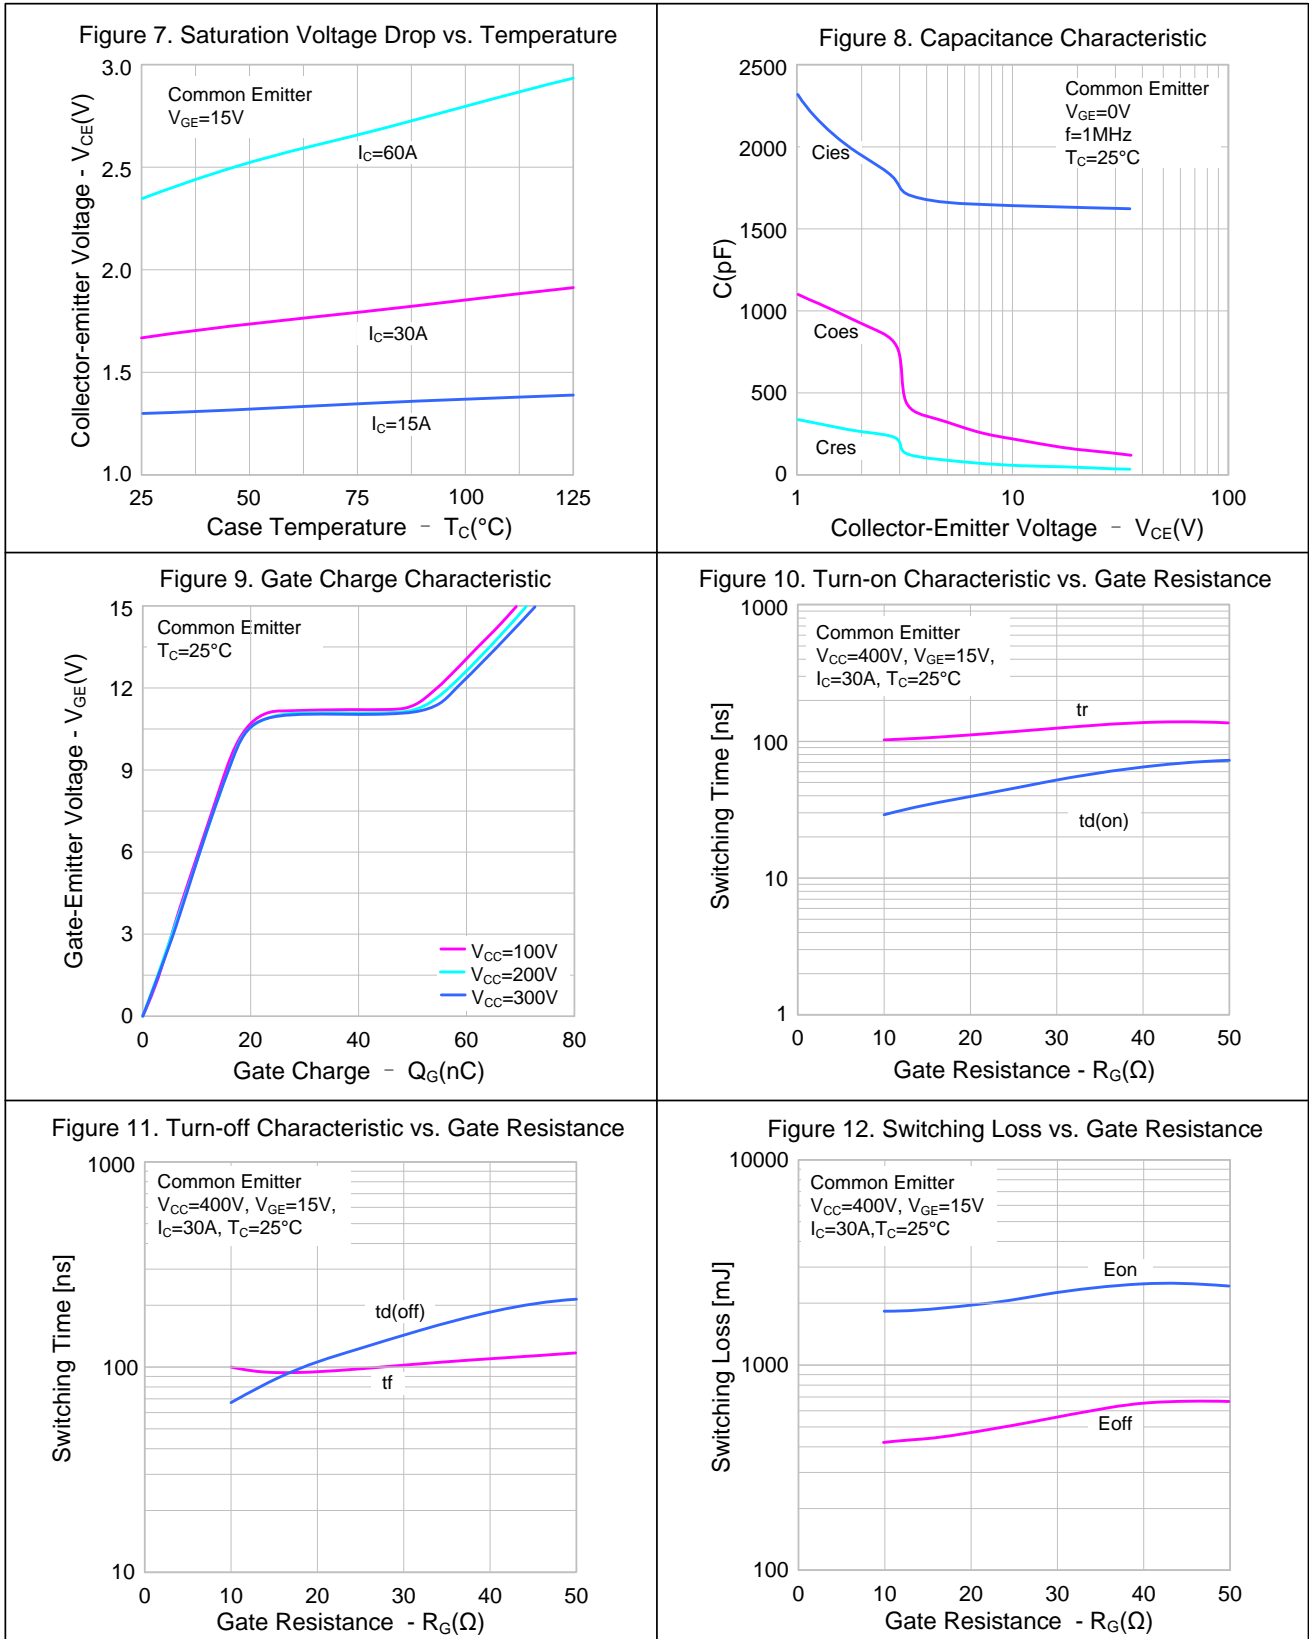 Figure 7. Saturation Voltage Drop vs. Temperature
3.0
2.5
2.0
1.5
1.0
Common Emitter
VGE=15V
IC=60A
IC=30A
IC=15A
25 50 75 100 125
Case Temperature - TC(°C)
Collector-emitter Voltage - VCE(V)
Figure 8. Capacitance Characteristic
2500
2000
1500
1000
500
0
Common Emitter
VGE=0V
f=1MHz
TC=25°C
Cies
Coes
Cres
1 10 100
Collector-Emitter Voltage - VCE(V)
C(pF)
Figure 9. Gate Charge Characteristic
15
12
9
6
3
0
Common Emitter
TC=25°C
VCC=100V
VCC=200V
VCC=300V
0 20 40 60 80
Gate Charge - QG(nC)
Gate-Emitter Voltage - VGE(V)
Figure 10. Turn-on Characteristic vs. Gate Resistance
1000
100
10
1
Common Emitter
VCC=400V, VGE=15V,
IC=30A, TC=25°C
tr
td(on)
0 10 20 30 40 50
Gate Resistance - RG(Ω)
Switching Time [ns]
Figure 11. Turn-off Characteristic vs. Gate Resistance
1000
100
10
Common Emitter
VCC=400V, VGE=15V,
IC=30A, TC=25°C
td(off)
tf
0 10 20 30 40 50
Gate Resistance - RG(Ω)
Switching Time [ns]
Figure 12. Switching Loss vs. Gate Resistance
10000
1000
100
Common Emitter
VCC=400V, VGE=15V
IC=30A,TC=25°C
Eon
Eoff
0 10 20 30 40 50
Gate Resistance - RG(Ω)
Switching Loss [mJ]